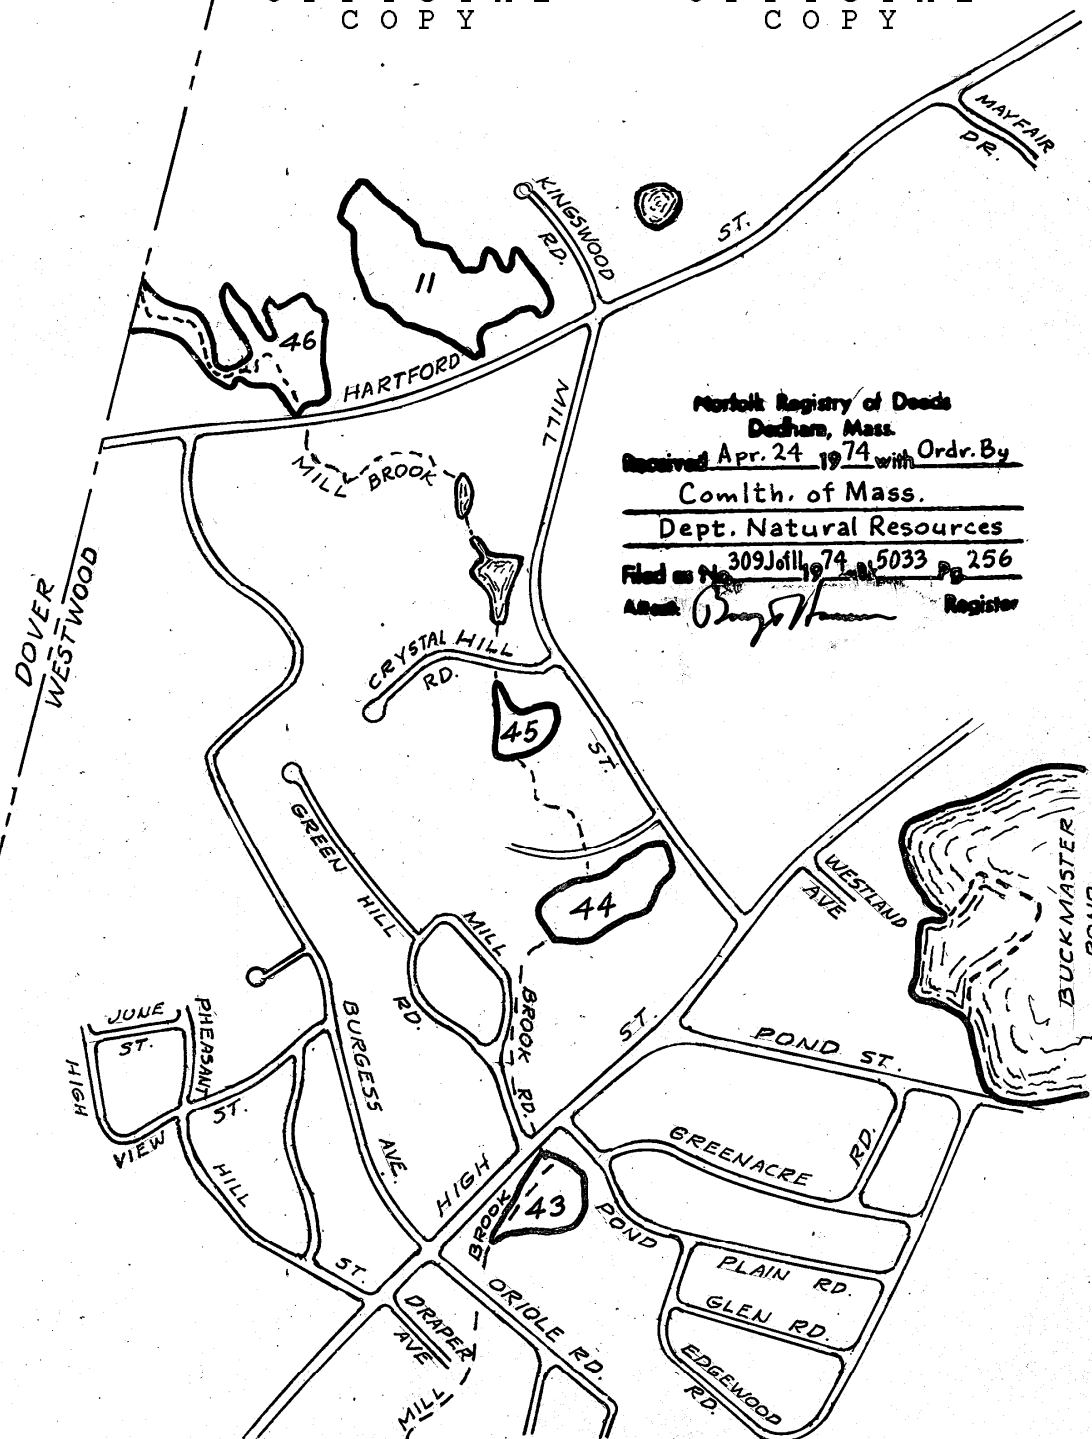 COPY COPY
MAYFAIR
DR.
KINGSWOOD
RD.
ST.
11
46
HARTFORD
MILL
Norfolk Registry of Deeds
Dedham, Mass.
Received Apr. 24 1974 with Ordr. By
Comlth. of Mass.
Dept. Natural Resources
Filed as No 309Jof111 1974 Bk 5033 Pg 256
Attest Register
MILL BROOK
DOVER
WESTWOOD
CRYSTAL HILL
RD.
45
ST.
GREEN HILL
RD.
44
MILL
BROOK
RD.
WESTLAND
AVE
BUCKMASTER
POND
ST.
POND ST.
JUNE
ST.
PHEASANT
HIGH
VIEW
ST.
HILL
ST.
BURGESS
AVE.
HIGH
BROOK
43
POND
GREENACRE
RD.
PLAIN RD.
GLEN RD.
EDGEWOOD
RD.
ORIOLE RD.
DRAPER
AVE
MILL